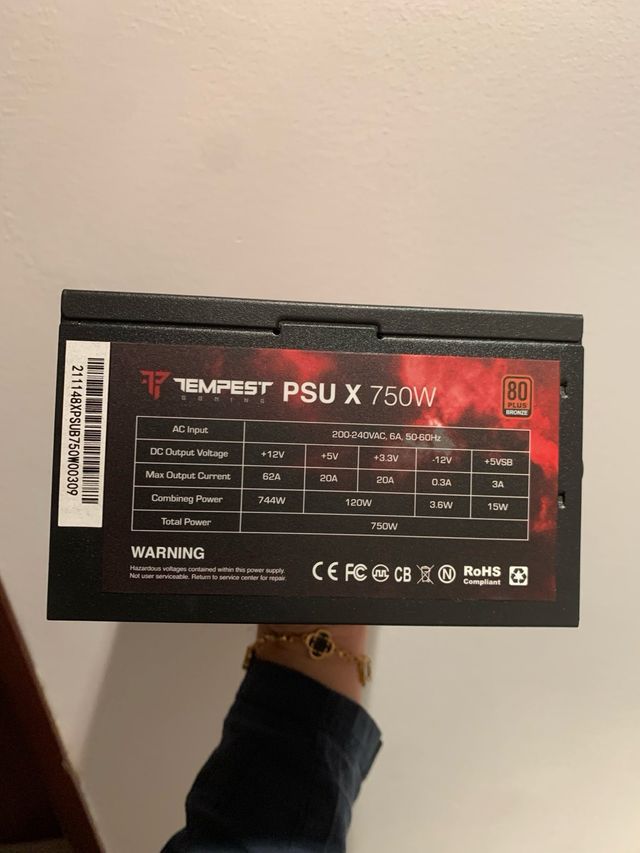 TEMPEST PSU X 750W
GAMING
80
PLUS
BRONZE
AC Input 200-240VAC, 6A, 50-60Hz
DC Output Voltage +12V +5V +3.3V -12V +5VSB
Max Output Current 62A 20A 20A 0.3A 3A
Combineg Power 744W 120W 3.6W 15W
Total Power 750W
WARNING
Hazardous voltages contained within this power supply.
Not user serviceable. Return to service center for repair.
CE FC CB N RoHS
Compliant
211148XPSUB750W00309